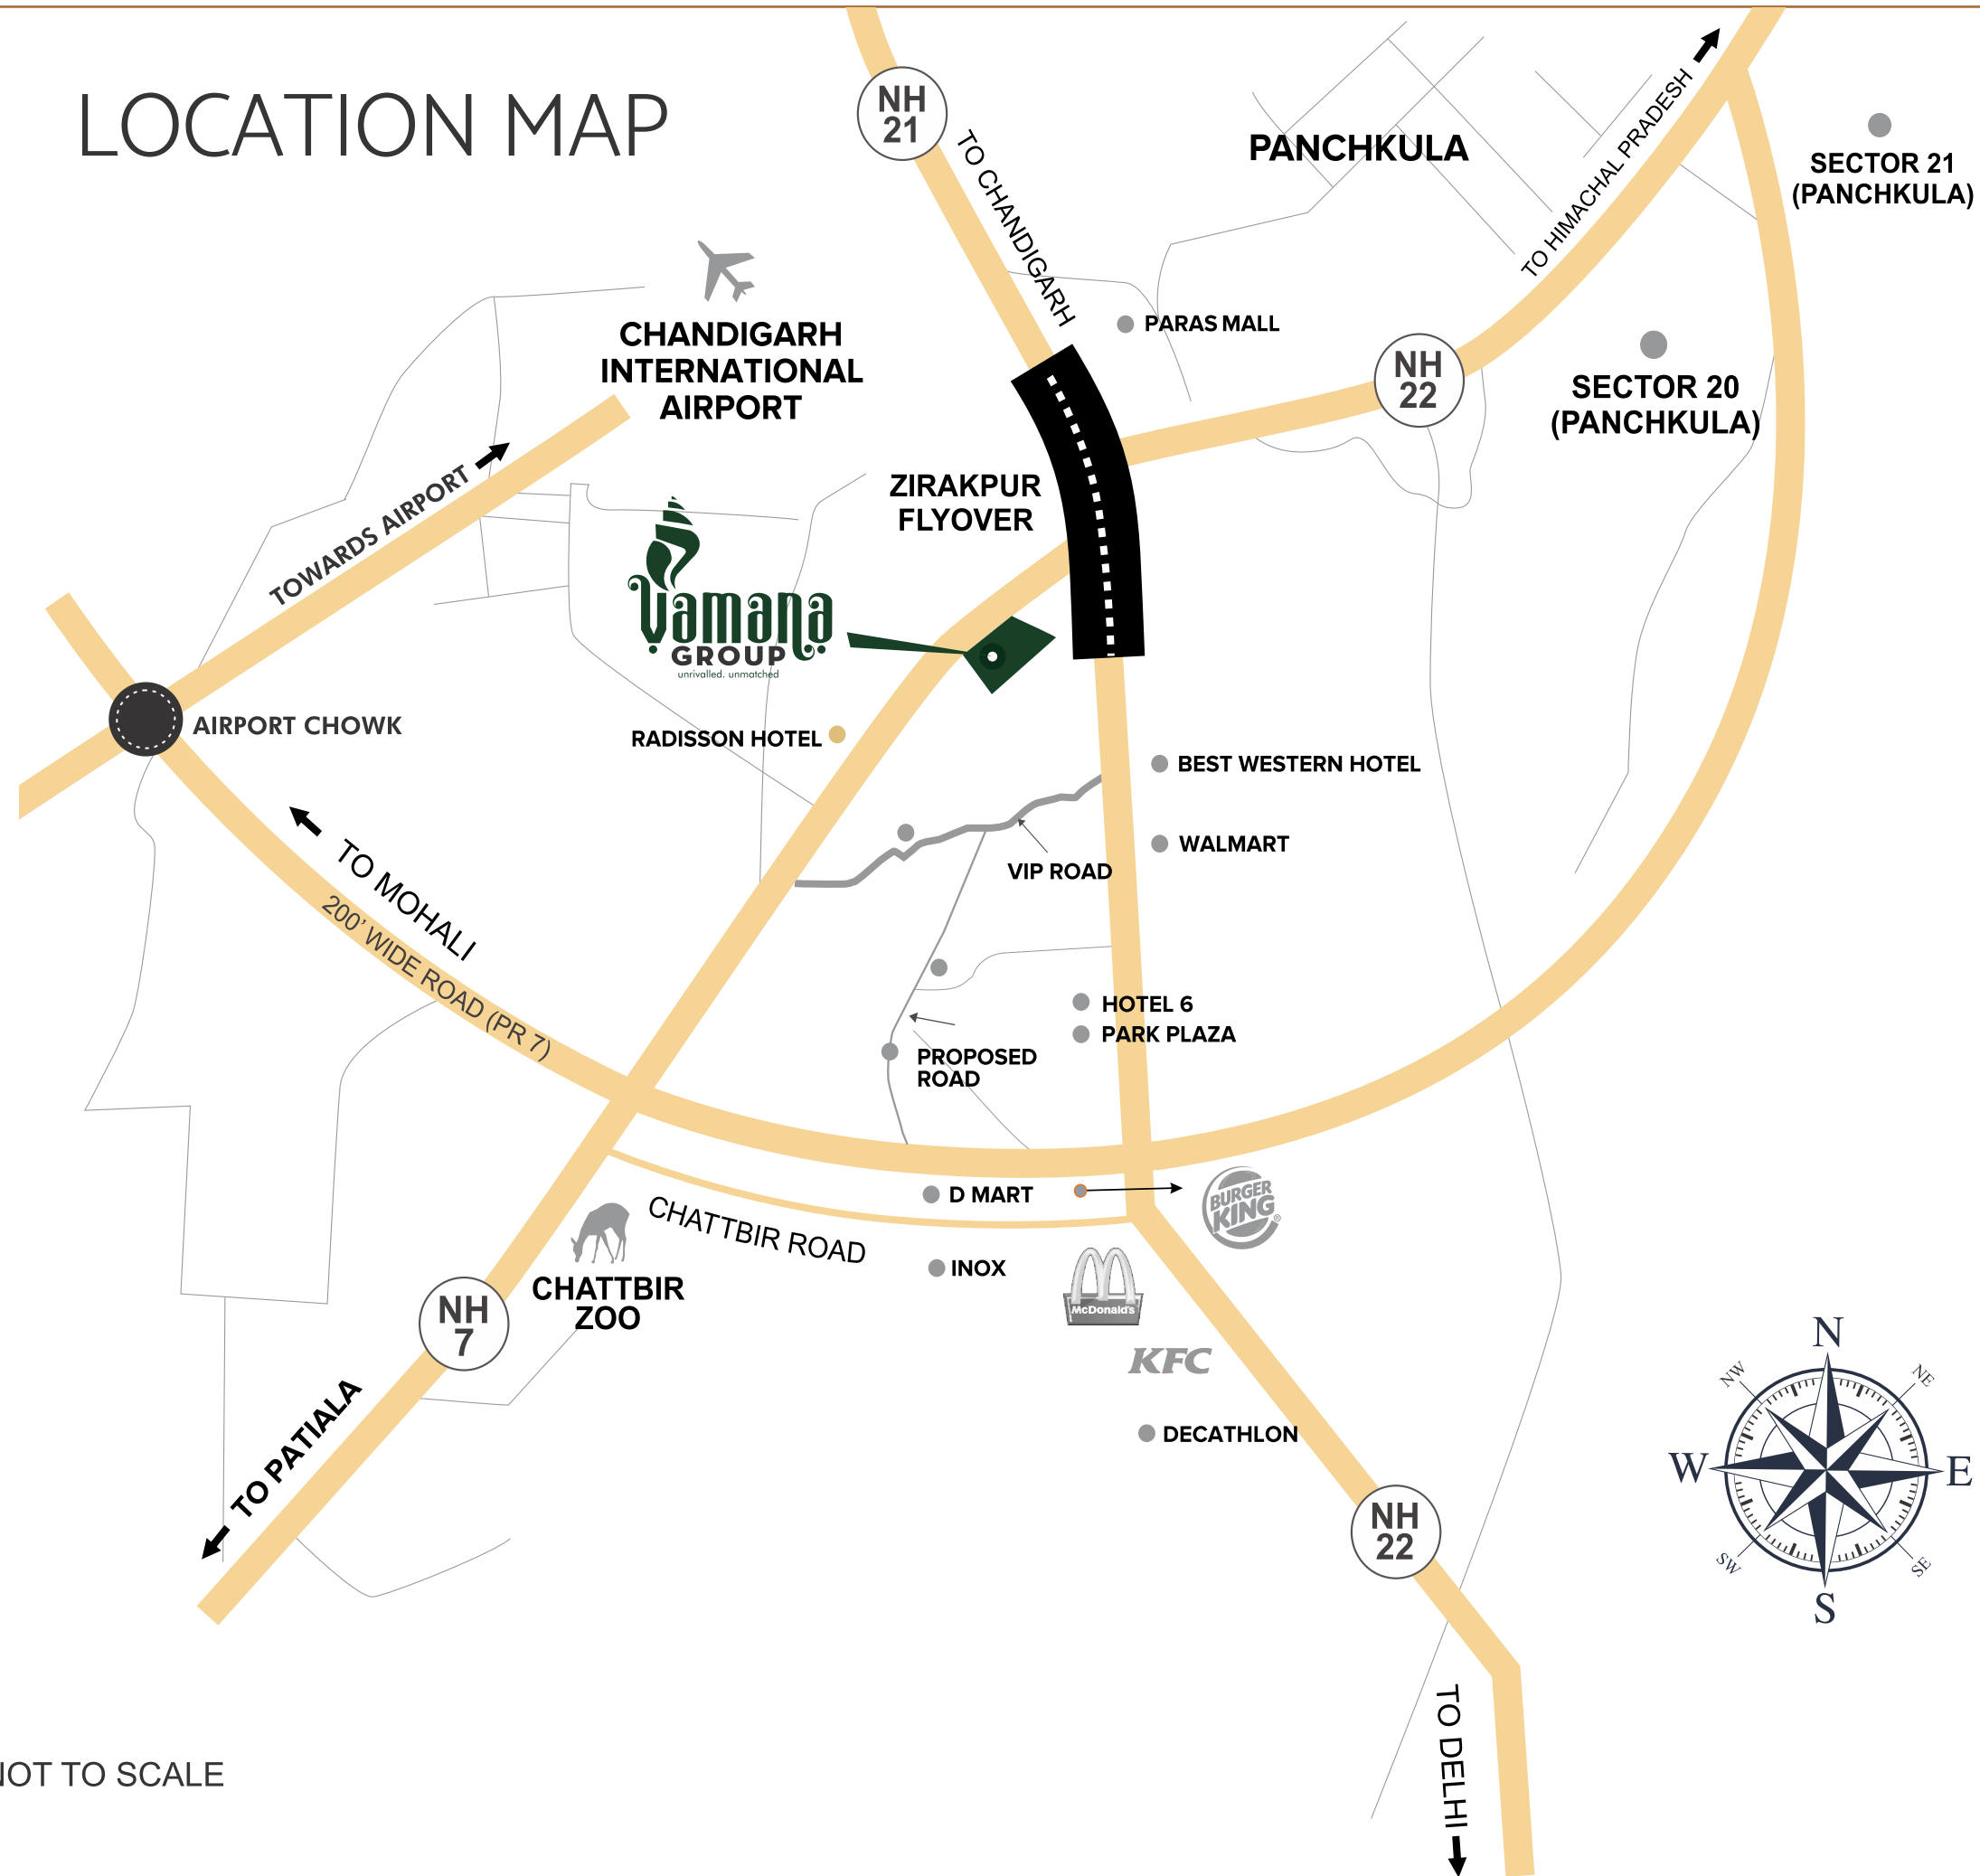 LOCATION MAP
NH
21
TO CHANDIGARH
PANCHKULA
TO HIMACHAL PRADESH
SECTOR 21
(PANCHKULA)
CHANDIGARH
INTERNATIONAL
AIRPORT
PARAS MALL
NH
22
SECTOR 20
(PANCHKULA)
TOWARDS AIRPORT
ZIRAKPUR
FLYOVER
Vamana
GROUP
unrivalled. unmatched
AIRPORT CHOWK
RADISSON HOTEL
BEST WESTERN HOTEL
WALMART
VIP ROAD
TO MOHALI
200' WIDE ROAD (PR 7)
HOTEL 6
PARK PLAZA
PROPOSED
ROAD
D MART
BURGER
KING
®
CHATTBIR ROAD
INOX
CHATTBIR
ZOO
McDonald's
NH
7
KFC
TO PATIALA
DECATHLON
NH
22
N
NW
NE
W
E
SW
SE
S
TO DELHI
OT TO SCALE